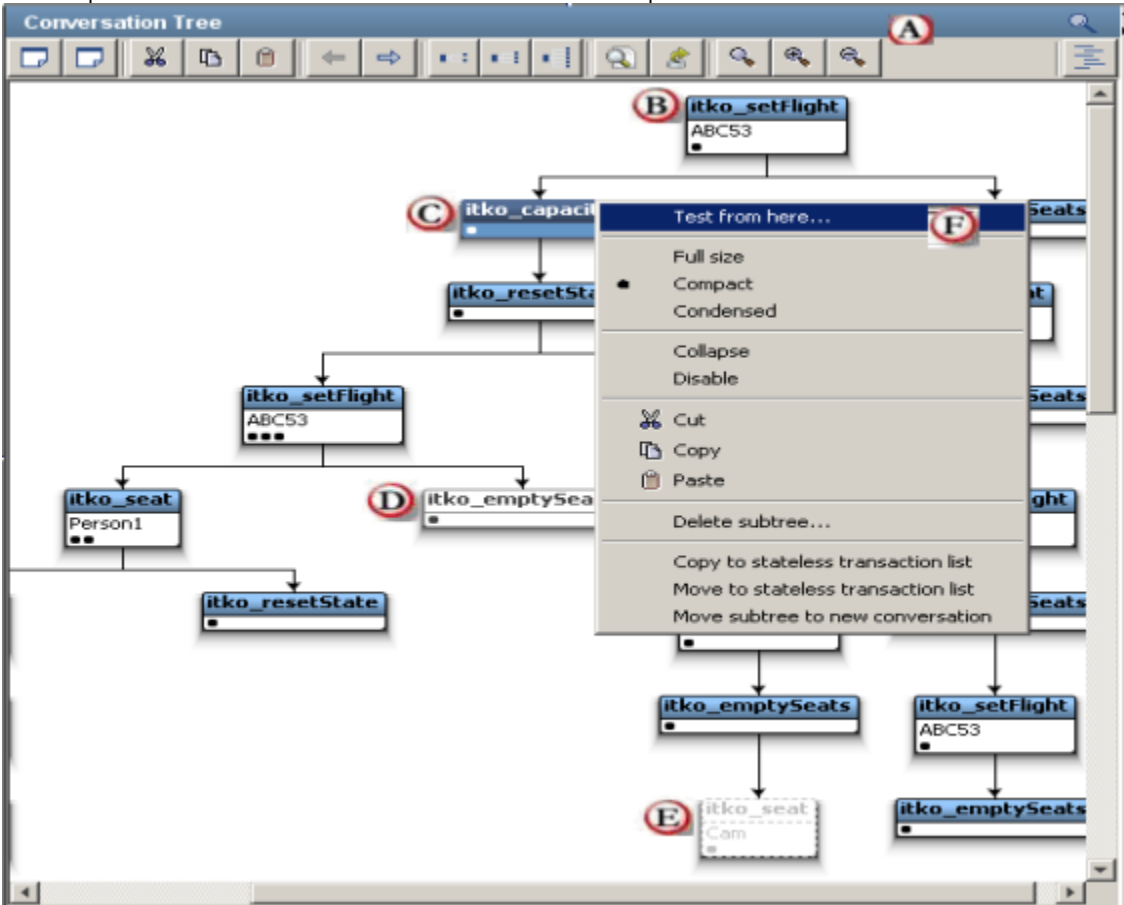 Conversation Tree
A
B
itko_setFlight
ABC53
C
itko_capacit
Test from here...
F
Seats
Full size
Compact
Condensed
itko_resetSta
ht
Collapse
Disable
itko_setFlight
ABC53
Seats
Cut
Copy
Paste
itko_seat
Person1
D
itko_emptySea
ght
Delete subtree...
Copy to stateless transaction list
Move to stateless transaction list
Move subtree to new conversation
itko_resetState
Seats
itko_emptySeats
itko_setFlight
ABC53
E
itko_seat
Cam
itko_emptySeats